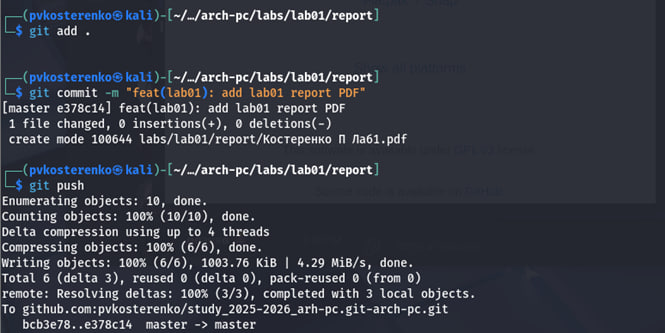 ┌──(pvkosterenko㉿kali)-[~/…/arch-pc/labs/lab01/report]
└─$ git add .
┌──(pvkosterenko㉿kali)-[~/…/arch-pc/labs/lab01/report]
└─$ git commit -m "feat(lab01): add lab01 report PDF"
[master e378c14] feat(lab01): add lab01 report PDF
1 file changed, 0 insertions(+), 0 deletions(-)
create mode 100644 labs/lab01/report/Костеренко П Лаб1.pdf
┌──(pvkosterenko㉿kali)-[~/…/arch-pc/labs/lab01/report]
└─$ git push
Enumerating objects: 10, done.
Counting objects: 100% (10/10), done.
Delta compression using up to 4 threads
Compressing objects: 100% (6/6), done.
Writing objects: 100% (6/6), 1003.76 KiB | 4.29 MiB/s, done.
Total 6 (delta 3), reused 0 (delta 0), pack-reused 0 (from 0)
remote: Resolving deltas: 100% (3/3), completed with 3 local objects.
To github.com:pvkosterenko/study_2025-2026_arh-pc.git-arch-pc.git
bcb3e78..e378c14  master -> master